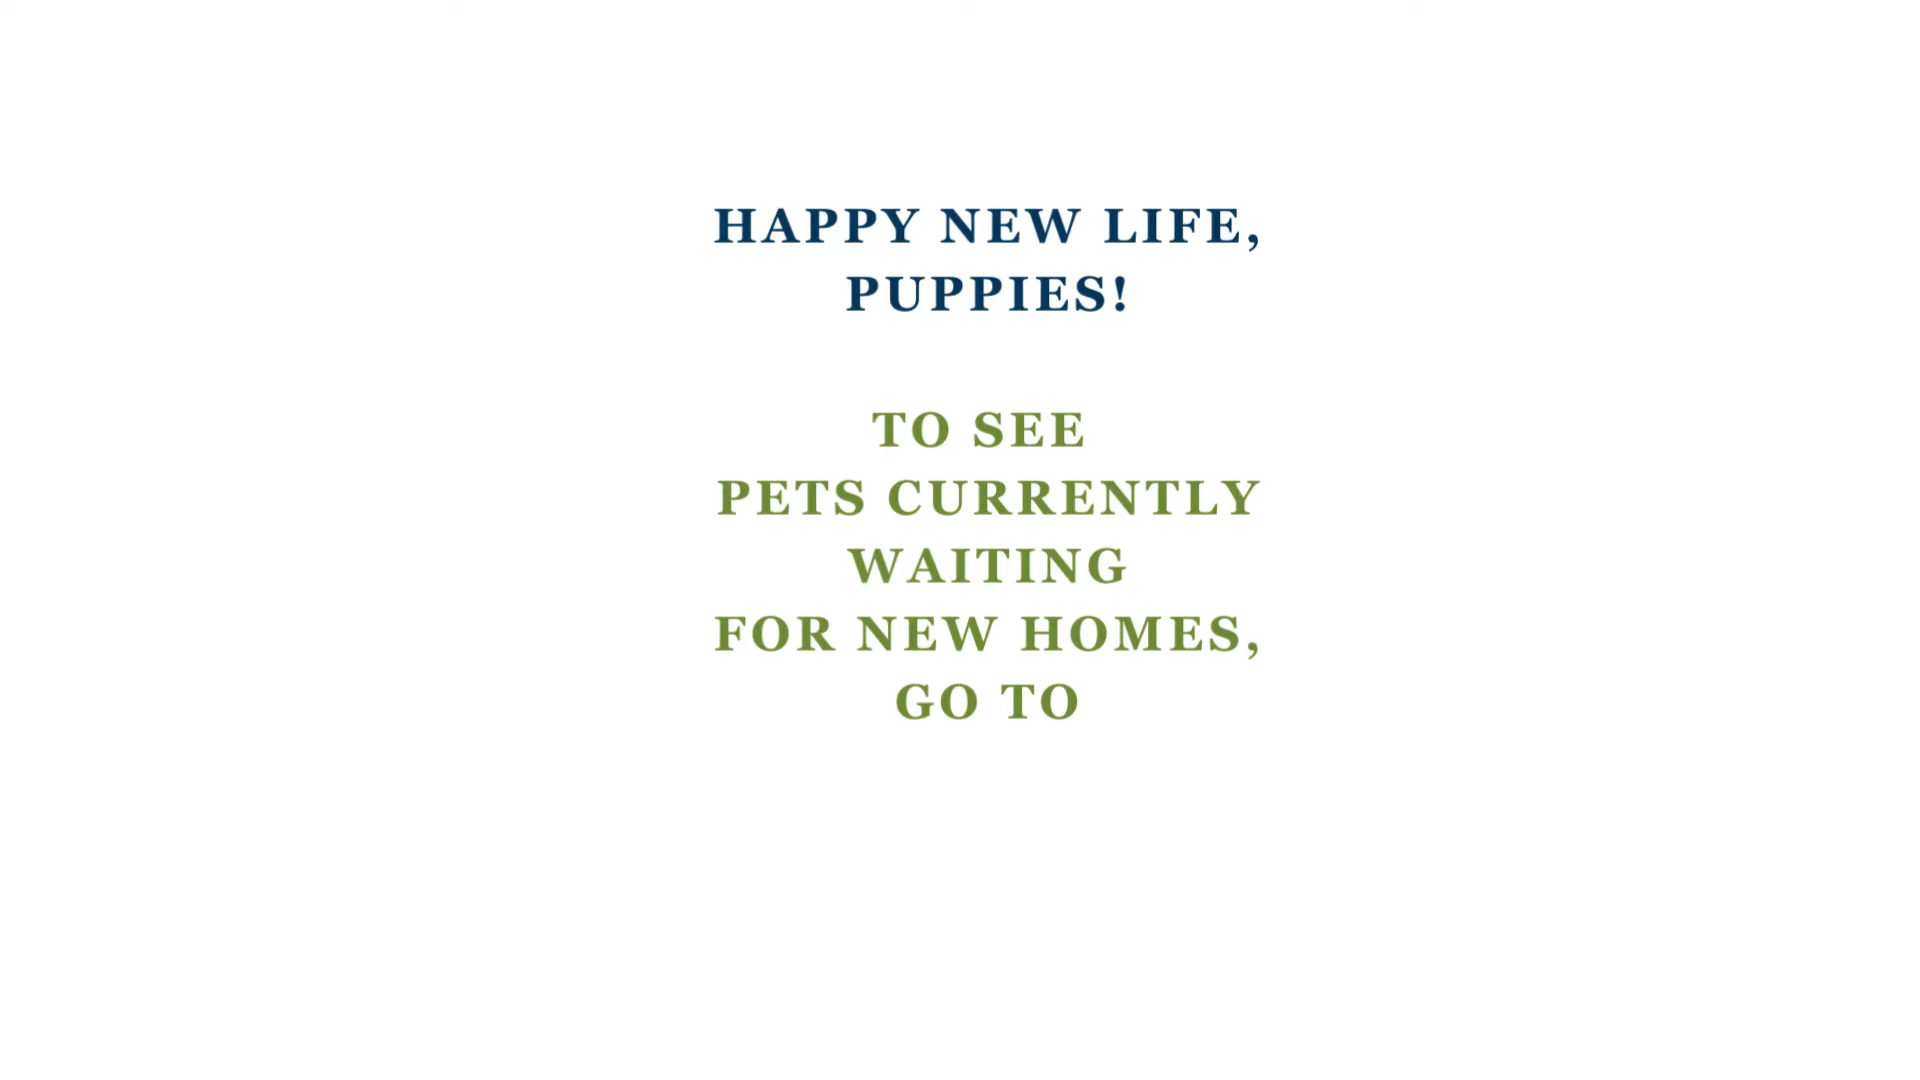 HAPPY NEW LIFE,
PUPPIES!
TO SEE
PETS CURRENTLY
WAITING
FOR NEW HOMES,
GO TO